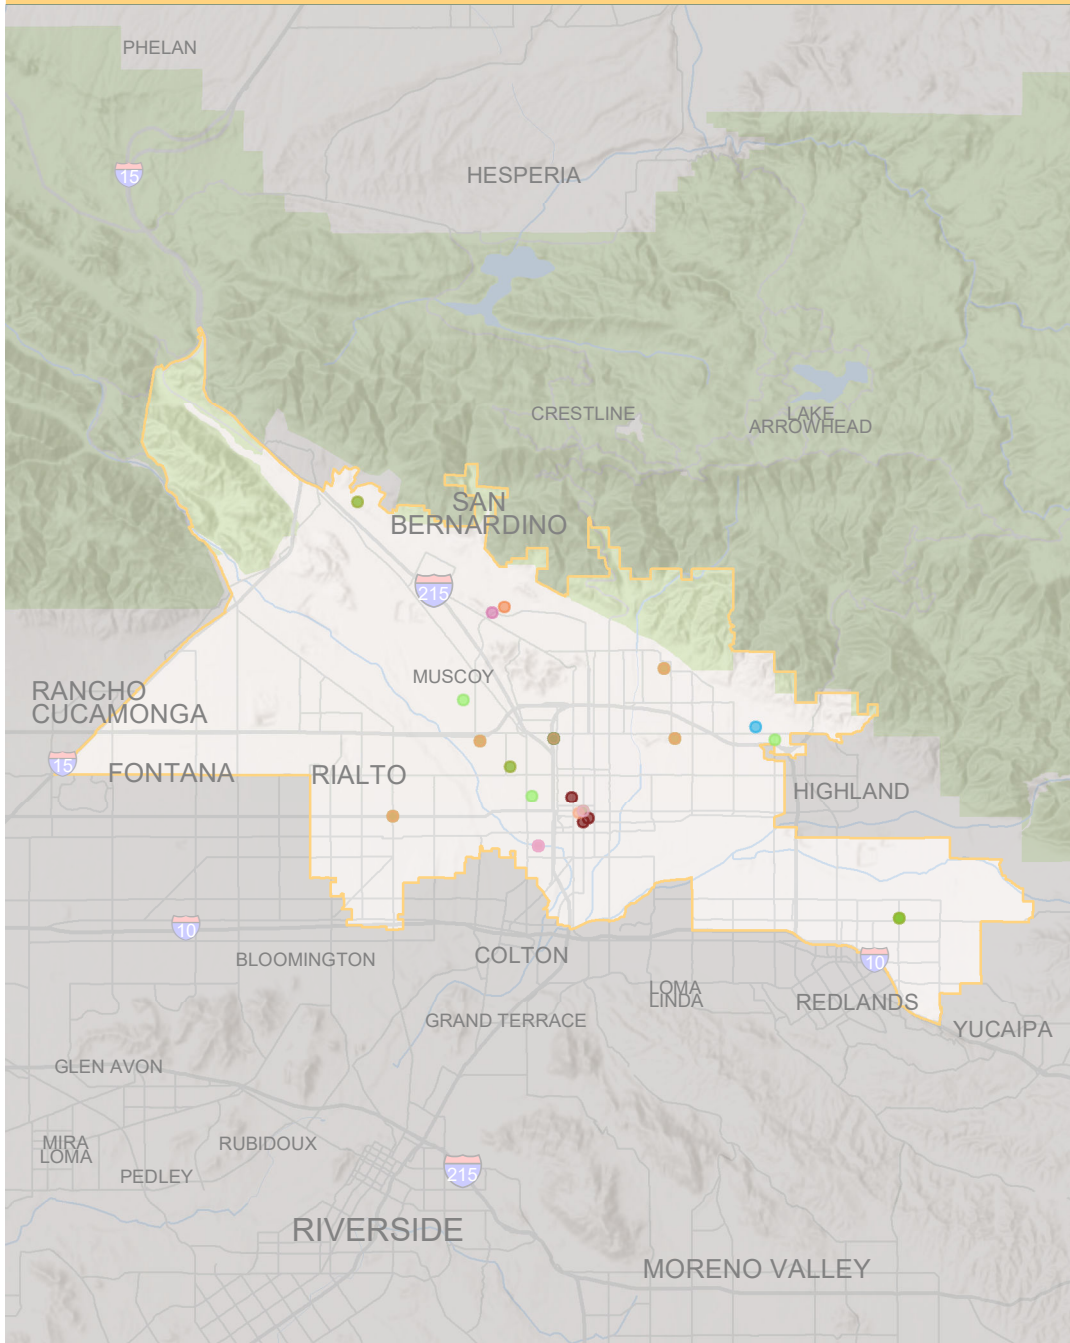 PHELAN
15
HESPERIA
CRESTLINE
LAKE
ARROWHEAD
SAN
BERNARDINO
215
MUSCOY
RANCHO
CUCAMONGA
15
FONTANA
RIALTO
HIGHLAND
10
BLOOMINGTON
COLTON
10
LOMA
LINDA
REDLANDS
GRAND TERRACE
YUCAIPA
GLEN AVON
MIRA
LOMA
RUBIDOUX
PEDLEY
215
RIVERSIDE
MORENO VALLEY